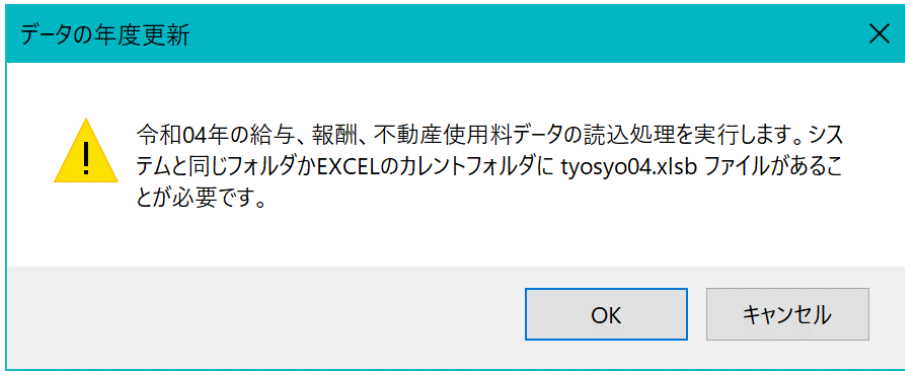 データの年度更新
令和04年の給与、報酬、不動産使用料データの読込処理を実行します。シス
テムと同じフォルダかEXCELのカレントフォルダに tyosyo04.xlsb ファイルがあるこ
とが必要です。
OK
キャンセル